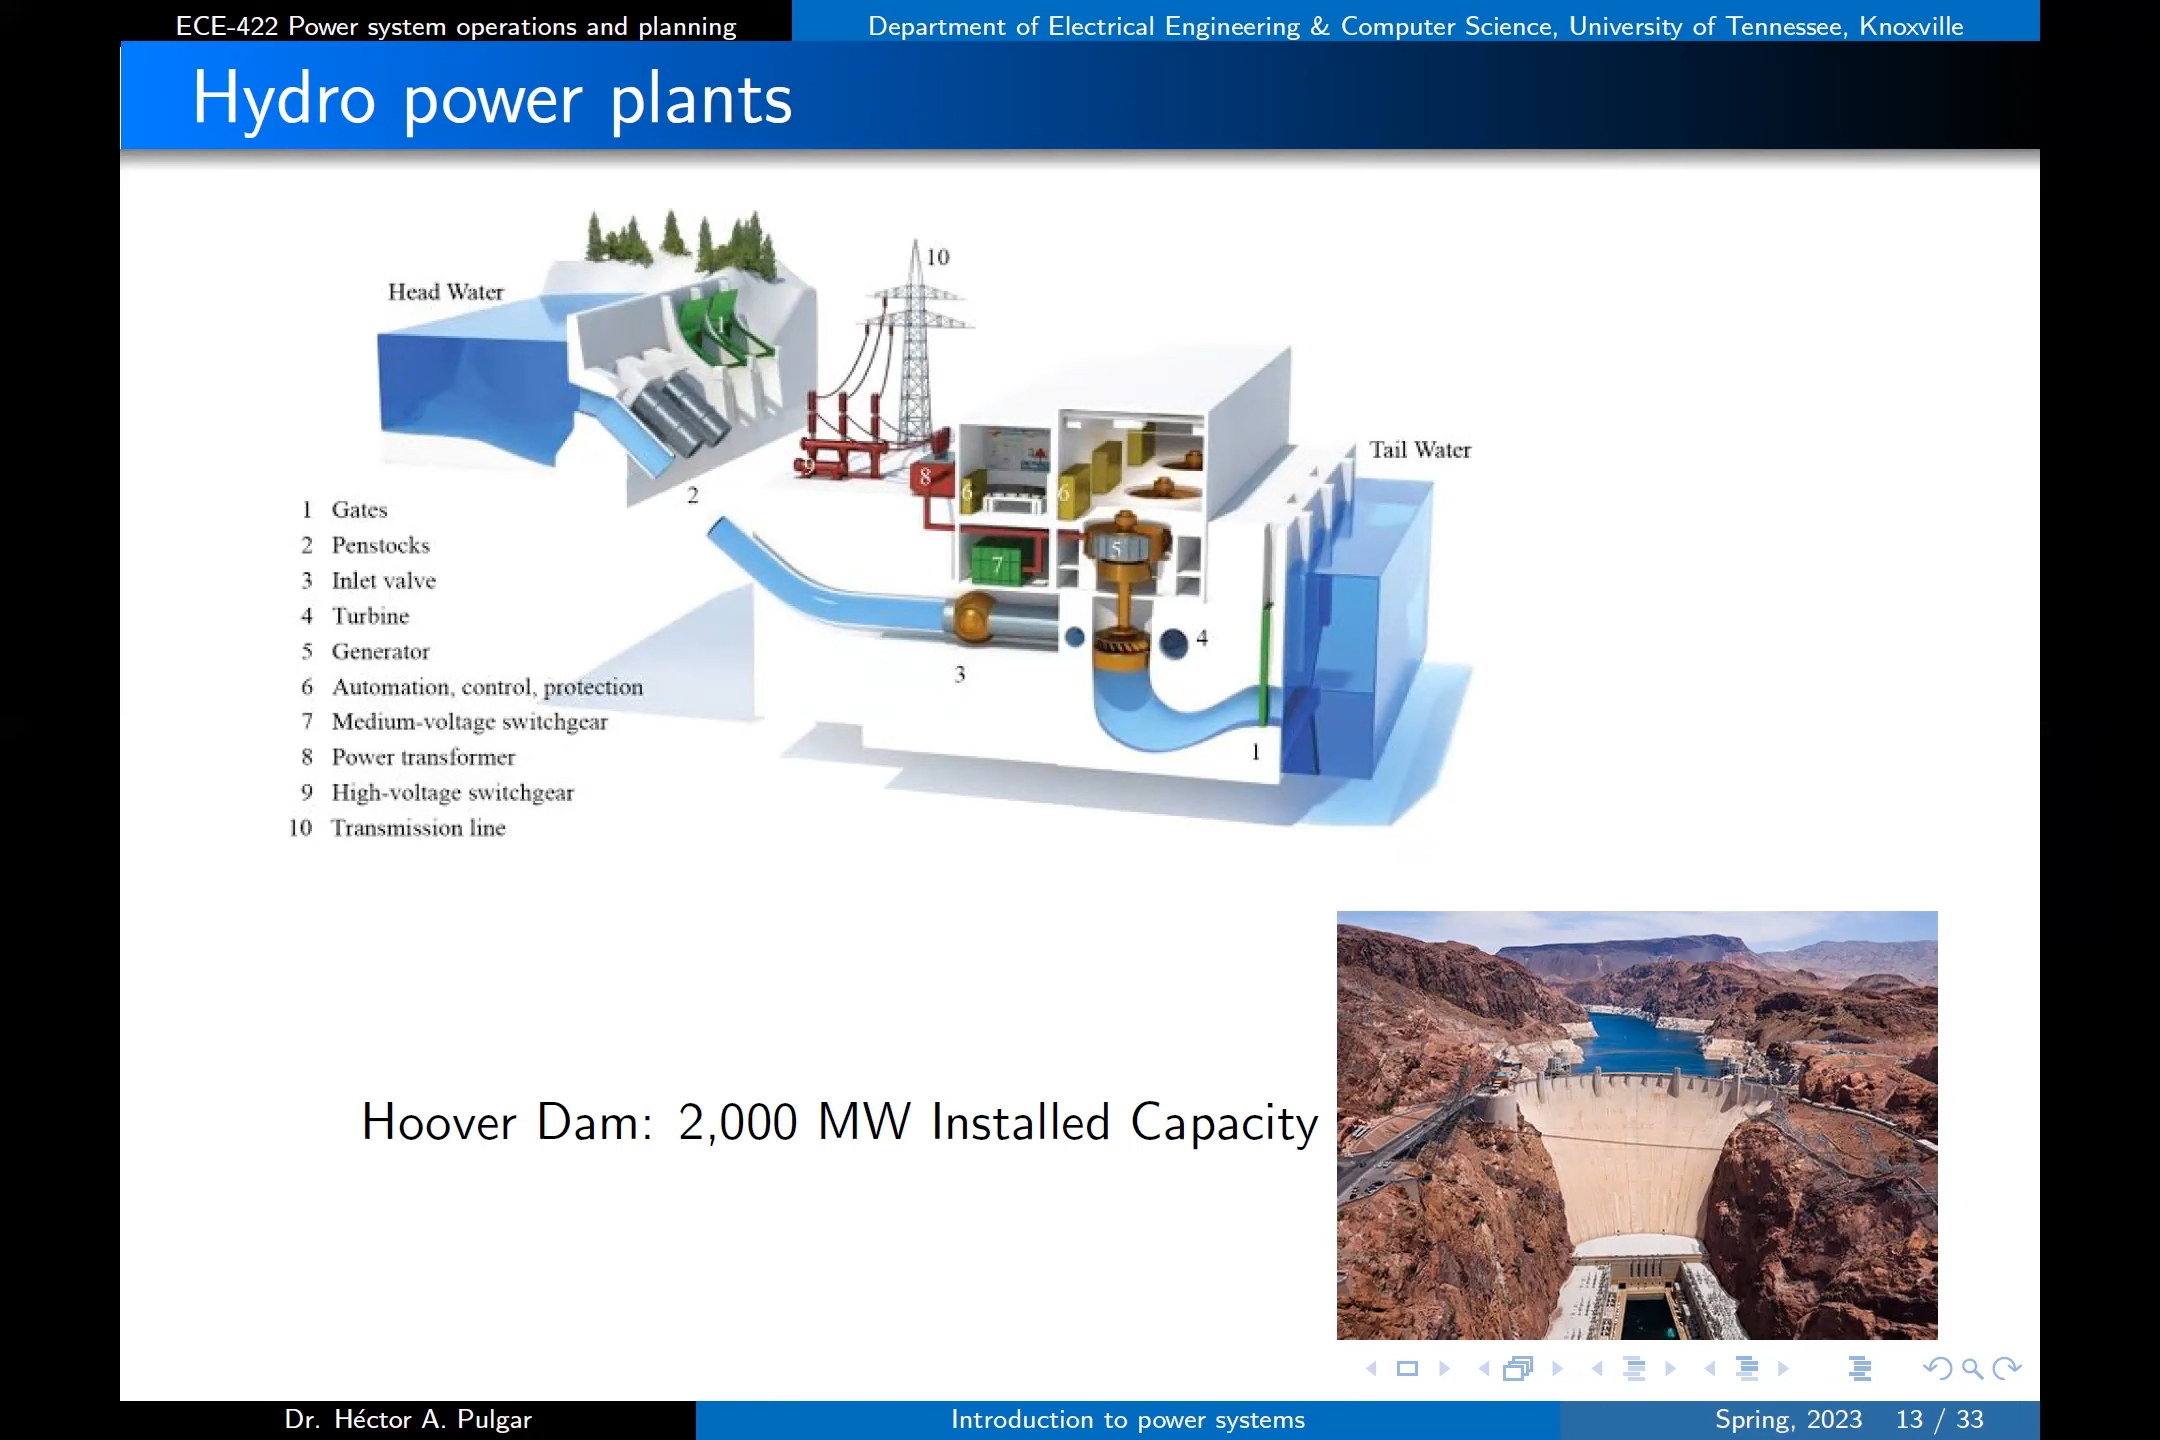 ECE-422 Power system operations and planning
Department of Electrical Engineering & Computer Science, University of Tennessee, Knoxville
Hydro power plants
10
Head Water
1
9
8
6
6
Tail Water
2
5
7
4
3
1
1 Gates
2 Penstocks
3 Inlet valve
4 Turbine
5 Generator
6 Automation, control, protection
7 Medium-voltage switchgear
8 Power transformer
9 High-voltage switchgear
10 Transmission line
Hoover Dam: 2,000 MW Installed Capacity
Dr. Héctor A. Pulgar
Introduction to power systems
Spring, 2023 13 / 33